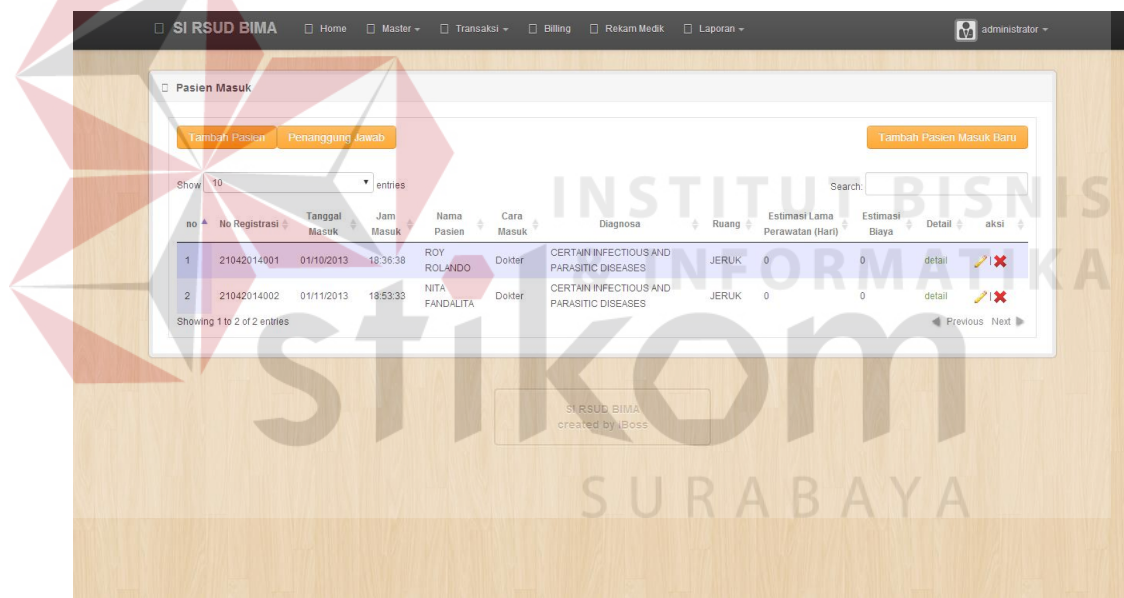 SI RSUD BIMA Home Master Transaksi Billing Rekam Medik Laporan administrator
Pasien Masuk
Tambah Pasien Penanggung Jawab Tambah Pasien Masuk Baru
Show 10 entries Search:
no No Registrasi Tanggal Masuk Jam Masuk Nama Pasien Cara Masuk Diagnosa Ruang Estimasi Lama Perawatan (Hari) Estimasi Biaya Detail aksi
1 21042014001 01/10/2013 18:36:38 ROY ROLANDO Dokter CERTAIN INFECTIOUS AND PARASITIC DISEASES JERUK 0 0 detail |
2 21042014002 01/11/2013 18:53:33 NITA FANDALITA Dokter CERTAIN INFECTIOUS AND PARASITIC DISEASES JERUK 0 0 detail |
Showing 1 to 2 of 2 entries Previous Next
SI RSUD BIMA
created by iBoss
INSTITUT BISNIS
& INFORMATIKA
stikom
SURABAYA